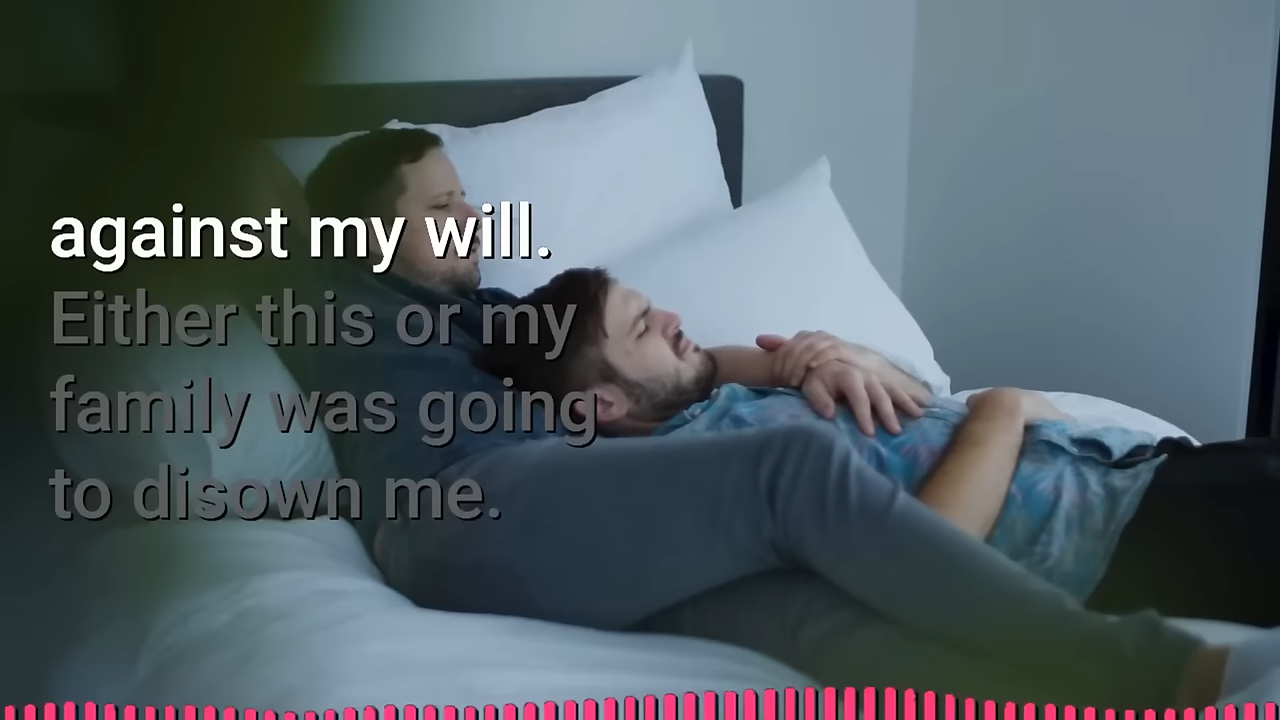 against my will.
Either this or my
family was going
to disown me.